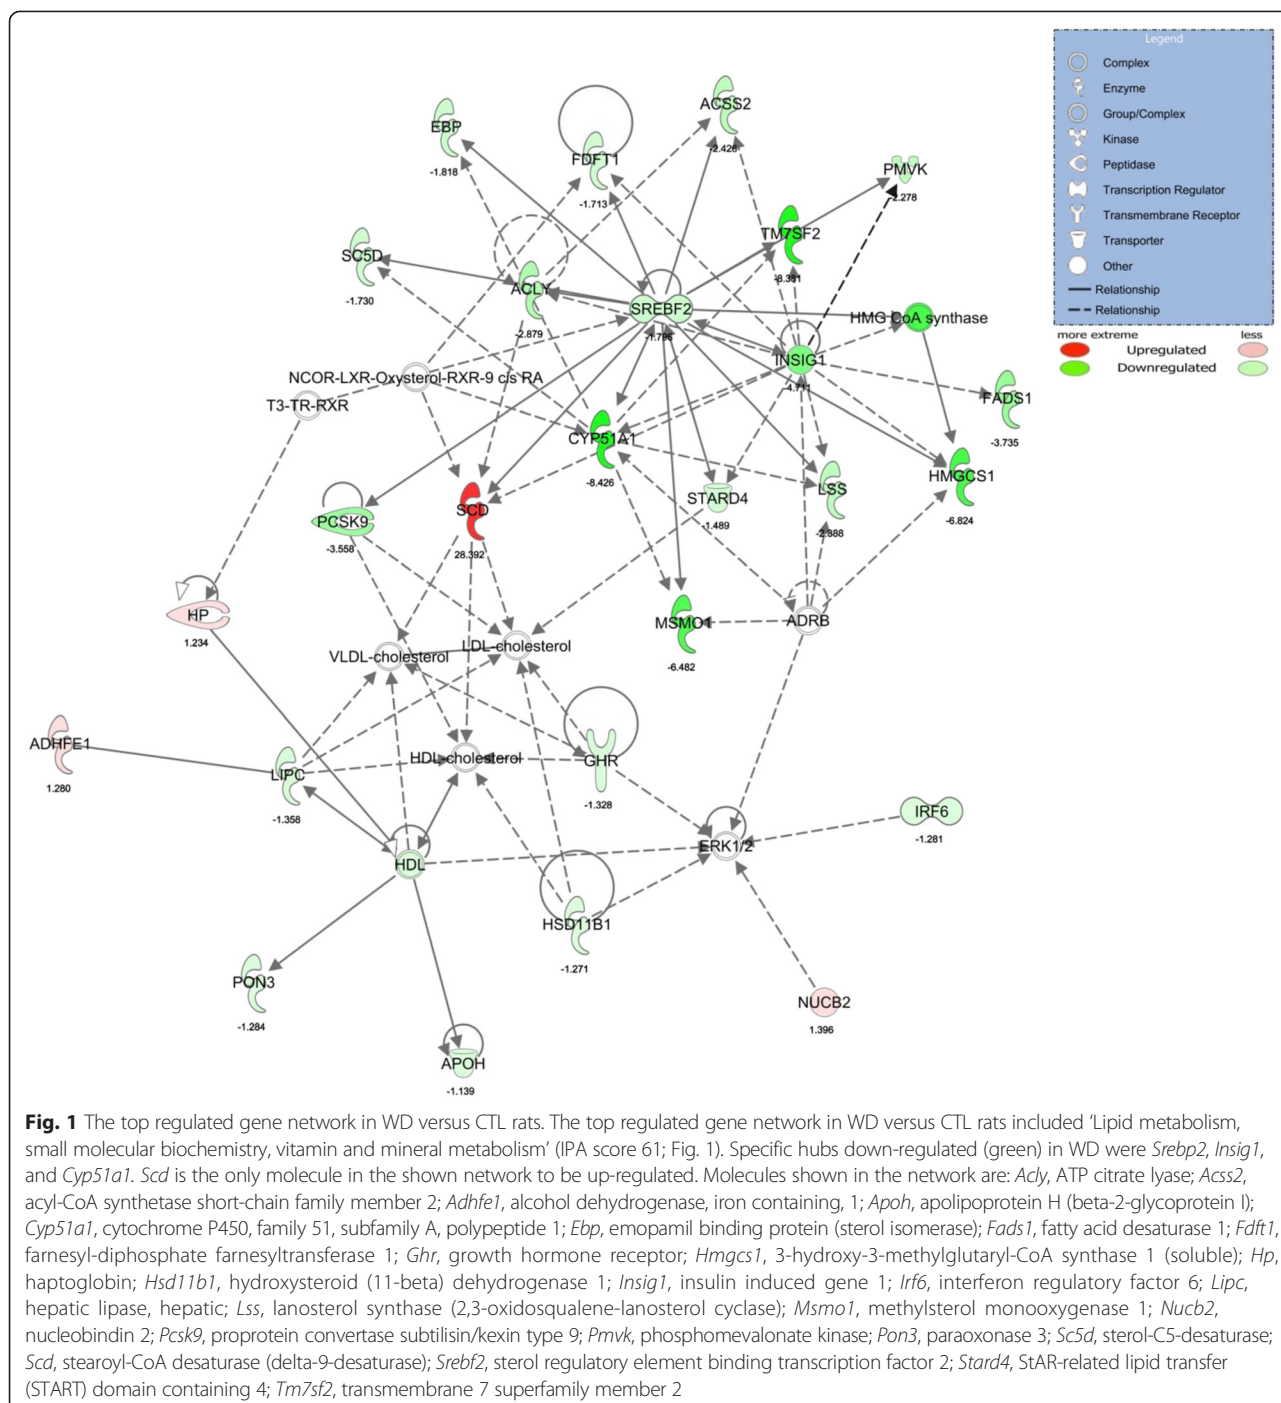 Legend
Complex
Enzyme
Group/Complex
Kinase
Peptidase
Transcription Regulator
Transmembrane Receptor
Transporter
Other
Relationship
Relationship
more extreme less
Upregulated
Downregulated
ACSS2
-2.426
EBP
-1.818
FDFT1
-1.713
PMVK
-2.278
TM7SF2
-8.391
SC5D
-1.730
ACLY
-2.879
SREBF2
-1.796
HMG CoA synthase
INSIG1
-4.711
NCOR-LXR-Oxysterol-RXR-9 cis RA
T3-TR-RXR
FADS1
-3.735
CYP51A1
-8.426
HMGCS1
-6.824
LSS
-2.388
STARD4
-1.489
SCD
28.392
PCSK9
-3.558
HP
1.234
MSMO1
-6.482
ADRB
VLDL-cholesterol
LDL-cholesterol
ADHFE1
1.280
LIPC
-1.358
HDL-cholesterol
GHR
-1.328
IRF6
-1.281
ERK1/2
HDL
HSD11B1
-1.271
PON3
-1.284
NUCB2
1.396
APOH
-1.139
Fig. 1 The top regulated gene network in WD versus CTL rats. The top regulated gene network in WD versus CTL rats included ‘Lipid metabolism,
small molecular biochemistry, vitamin and mineral metabolism’ (IPA score 61; Fig. 1). Specific hubs down-regulated (green) in WD were Srebp2, Insig1,
and Cyp51a1. Scd is the only molecule in the shown network to be up-regulated. Molecules shown in the network are: Acly, ATP citrate lyase; Acss2,
acyl-CoA synthetase short-chain family member 2; Adhfe1, alcohol dehydrogenase, iron containing, 1; Apoh, apolipoprotein H (beta-2-glycoprotein I);
Cyp51a1, cytochrome P450, family 51, subfamily A, polypeptide 1; Ebp, emopamil binding protein (sterol isomerase); Fads1, fatty acid desaturase 1; Fdft1,
farnesyl-diphosphate farnesyltransferase 1; Ghr, growth hormone receptor; Hmgcs1, 3-hydroxy-3-methylglutaryl-CoA synthase 1 (soluble); Hp,
haptoglobin; Hsd11b1, hydroxysteroid (11-beta) dehydrogenase 1; Insig1, insulin induced gene 1; Irf6, interferon regulatory factor 6; Lipc,
hepatic lipase, hepatic; Lss, lanosterol synthase (2,3-oxidosqualene-lanosterol cyclase); Msmo1, methylsterol monooxygenase 1; Nucb2,
nucleobindin 2; Pcsk9, proprotein convertase subtilisin/kexin type 9; Pmvk, phosphomevalonate kinase; Pon3, paraoxonase 3; Sc5d, sterol-C5-desaturase;
Scd, stearoyl-CoA desaturase (delta-9-desaturase); Srebf2, sterol regulatory element binding transcription factor 2; Stard4, StAR-related lipid transfer
(START) domain containing 4; Tm7sf2, transmembrane 7 superfamily member 2